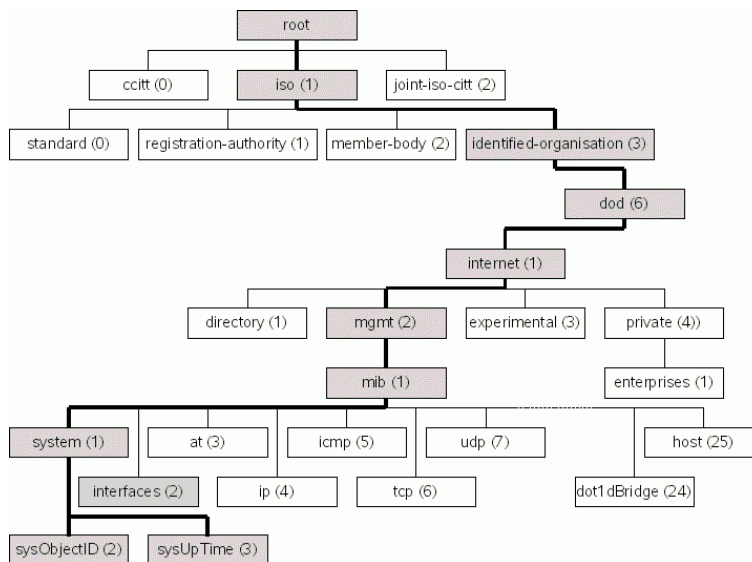 root
ccitt (0)
iso (1)
joint-iso-citt (2)
standard (0)
registration-authority (1)
member-body (2)
identified-organisation (3)
dod (6)
internet (1)
directory (1)
mgmt (2)
experimental (3)
private (4))
mib (1)
enterprises (1)
system (1)
at (3)
icmp (5)
udp (7)
host (25)
interfaces (2)
ip (4)
tcp (6)
dot1dBridge (24)
sysObjectID (2)
sysUpTime (3)